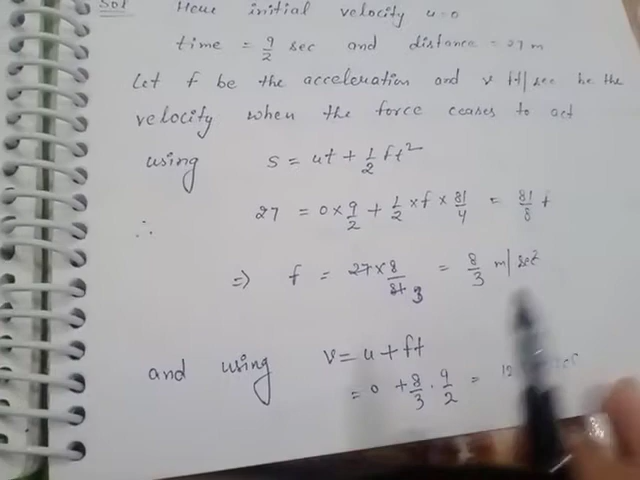 Sol Here initial velocity u=0
time = 9/2 sec and distance = 27 m
Let f be the acceleration and v ft/sec be the
velocity when the force ceases to act
using s = ut + 1/2 ft²
∴ 27 = 0 × 9/2 + 1/2 × f × 81/4 = 81/8 f
⇒ f = 27×8/81 3 = 8/3 m/sec²
and using v = u + ft
= 0 + 8/3 . 9/2 = 12